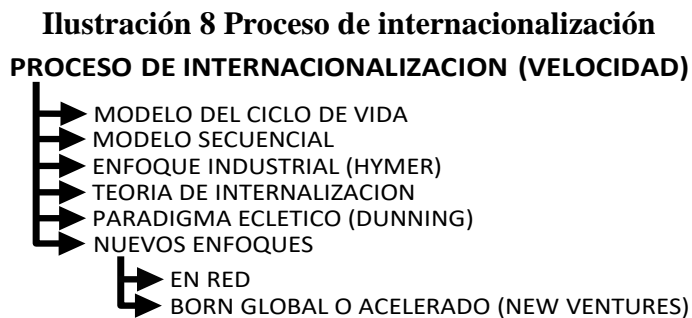 Ilustración 8 Proceso de internacionalización
PROCESO DE INTERNACIONALIZACION (VELOCIDAD)
MODELO DEL CICLO DE VIDA
MODELO SECUENCIAL
ENFOQUE INDUSTRIAL (HYMER)
TEORIA DE INTERNALIZACION
PARADIGMA ECLETICO (DUNNING)
NUEVOS ENFOQUES
EN RED
BORN GLOBAL O ACELERADO (NEW VENTURES)